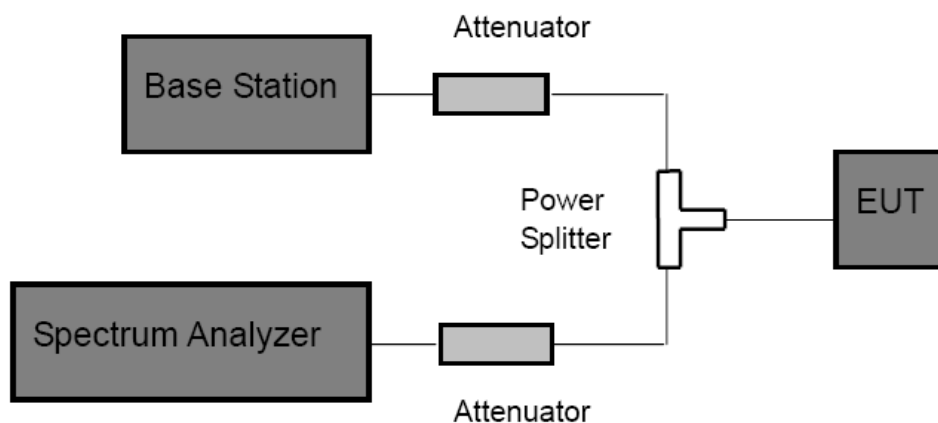 Attenuator
Base Station
Power
Splitter
EUT
Spectrum Analyzer
Attenuator